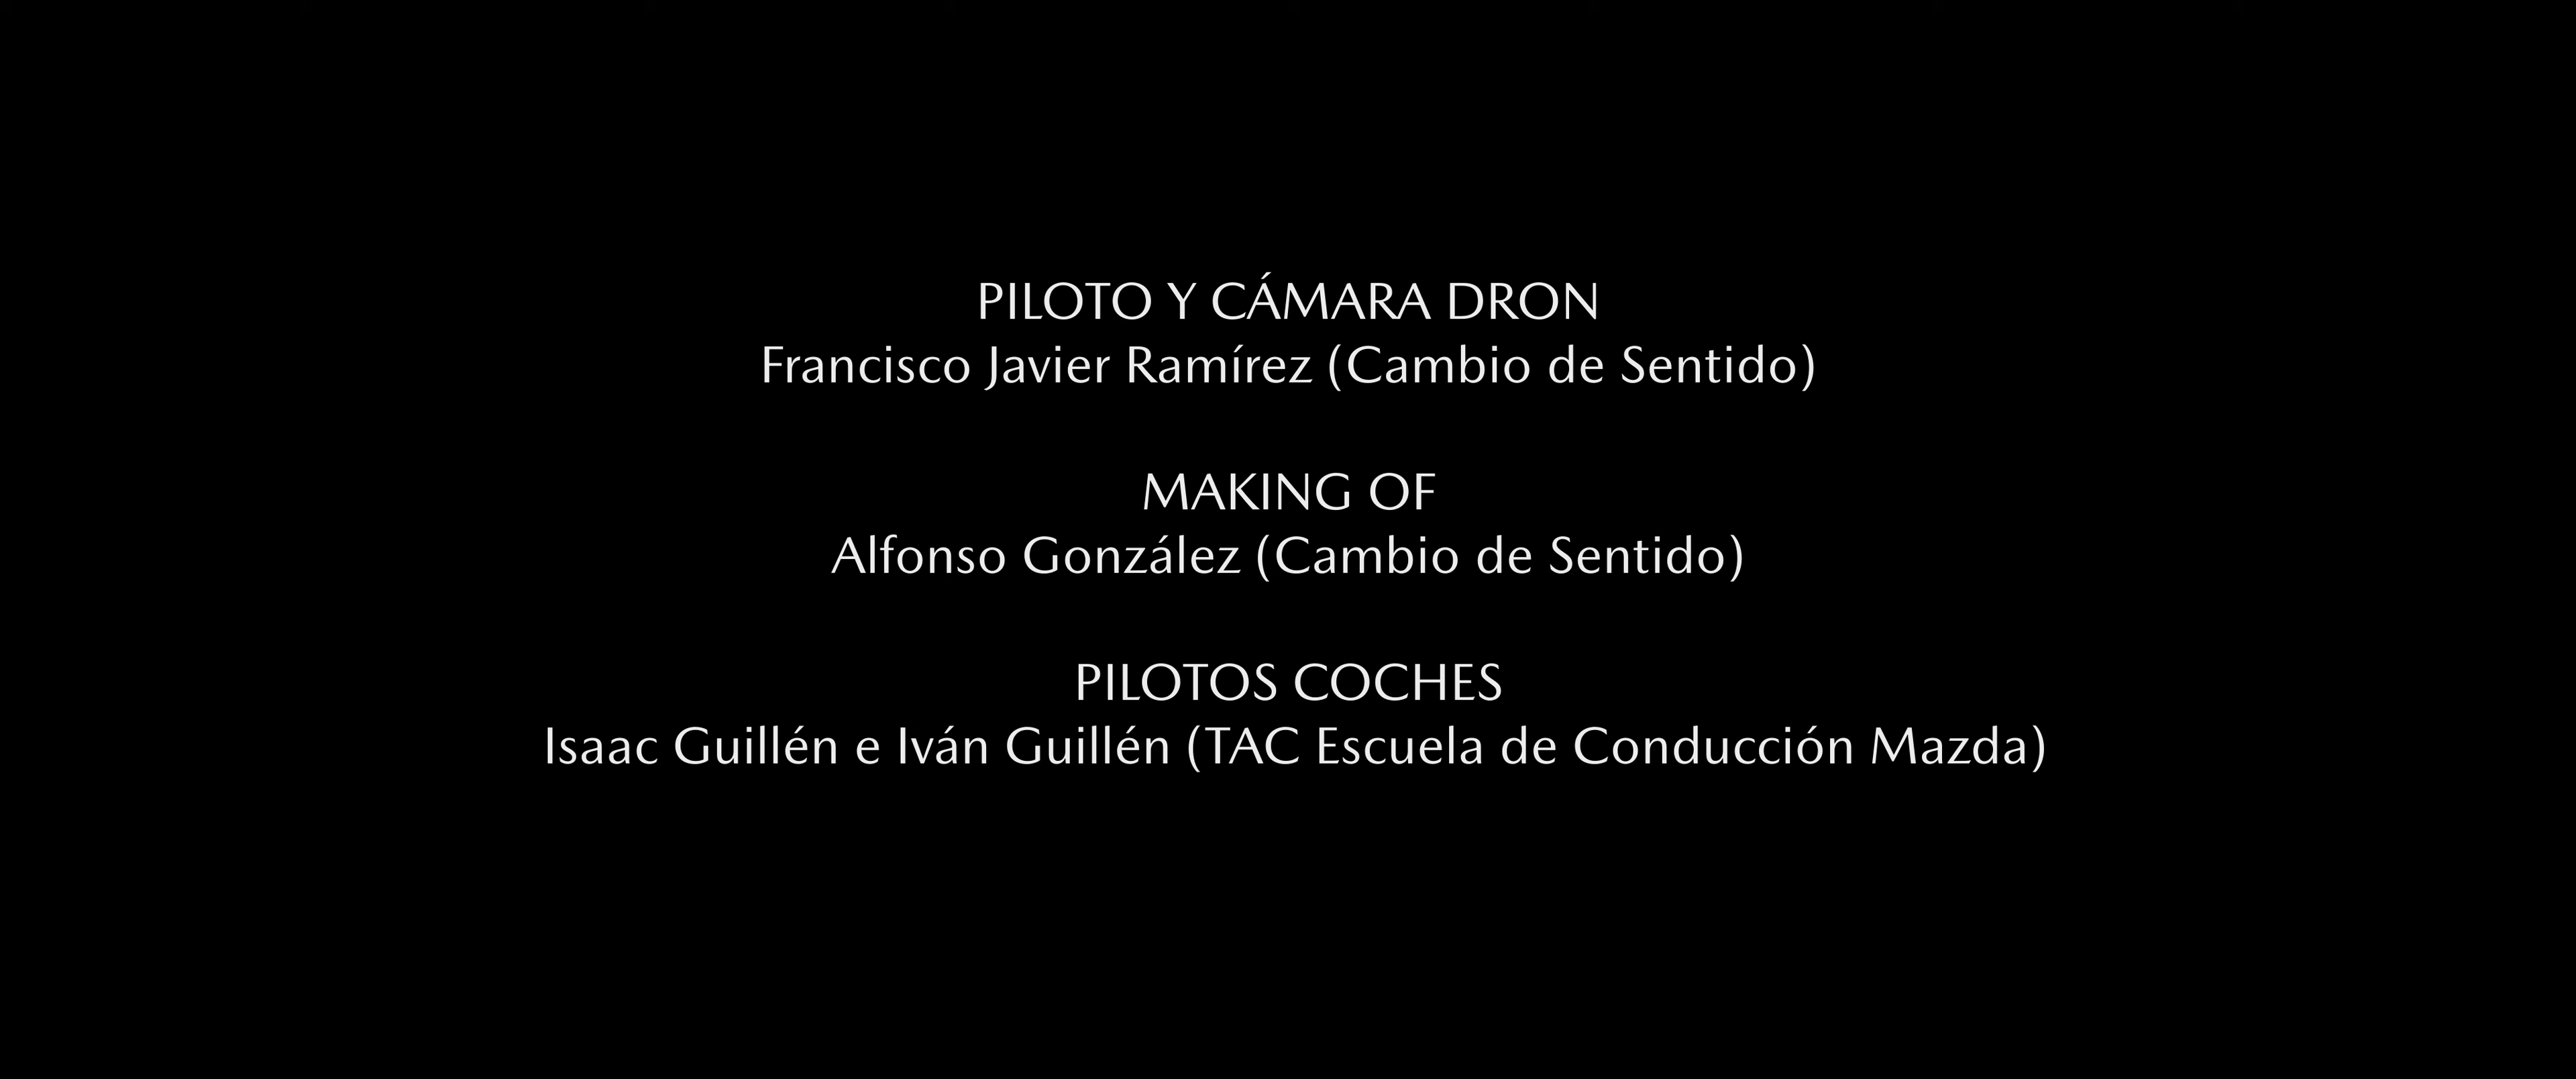 PILOTO Y CÁMARA DRON
Francisco Javier Ramírez (Cambio de Sentido)
MAKING OF
Alfonso González (Cambio de Sentido)
PILOTOS COCHES
Isaac Guillén e Iván Guillén (TAC Escuela de Conducción Mazda)